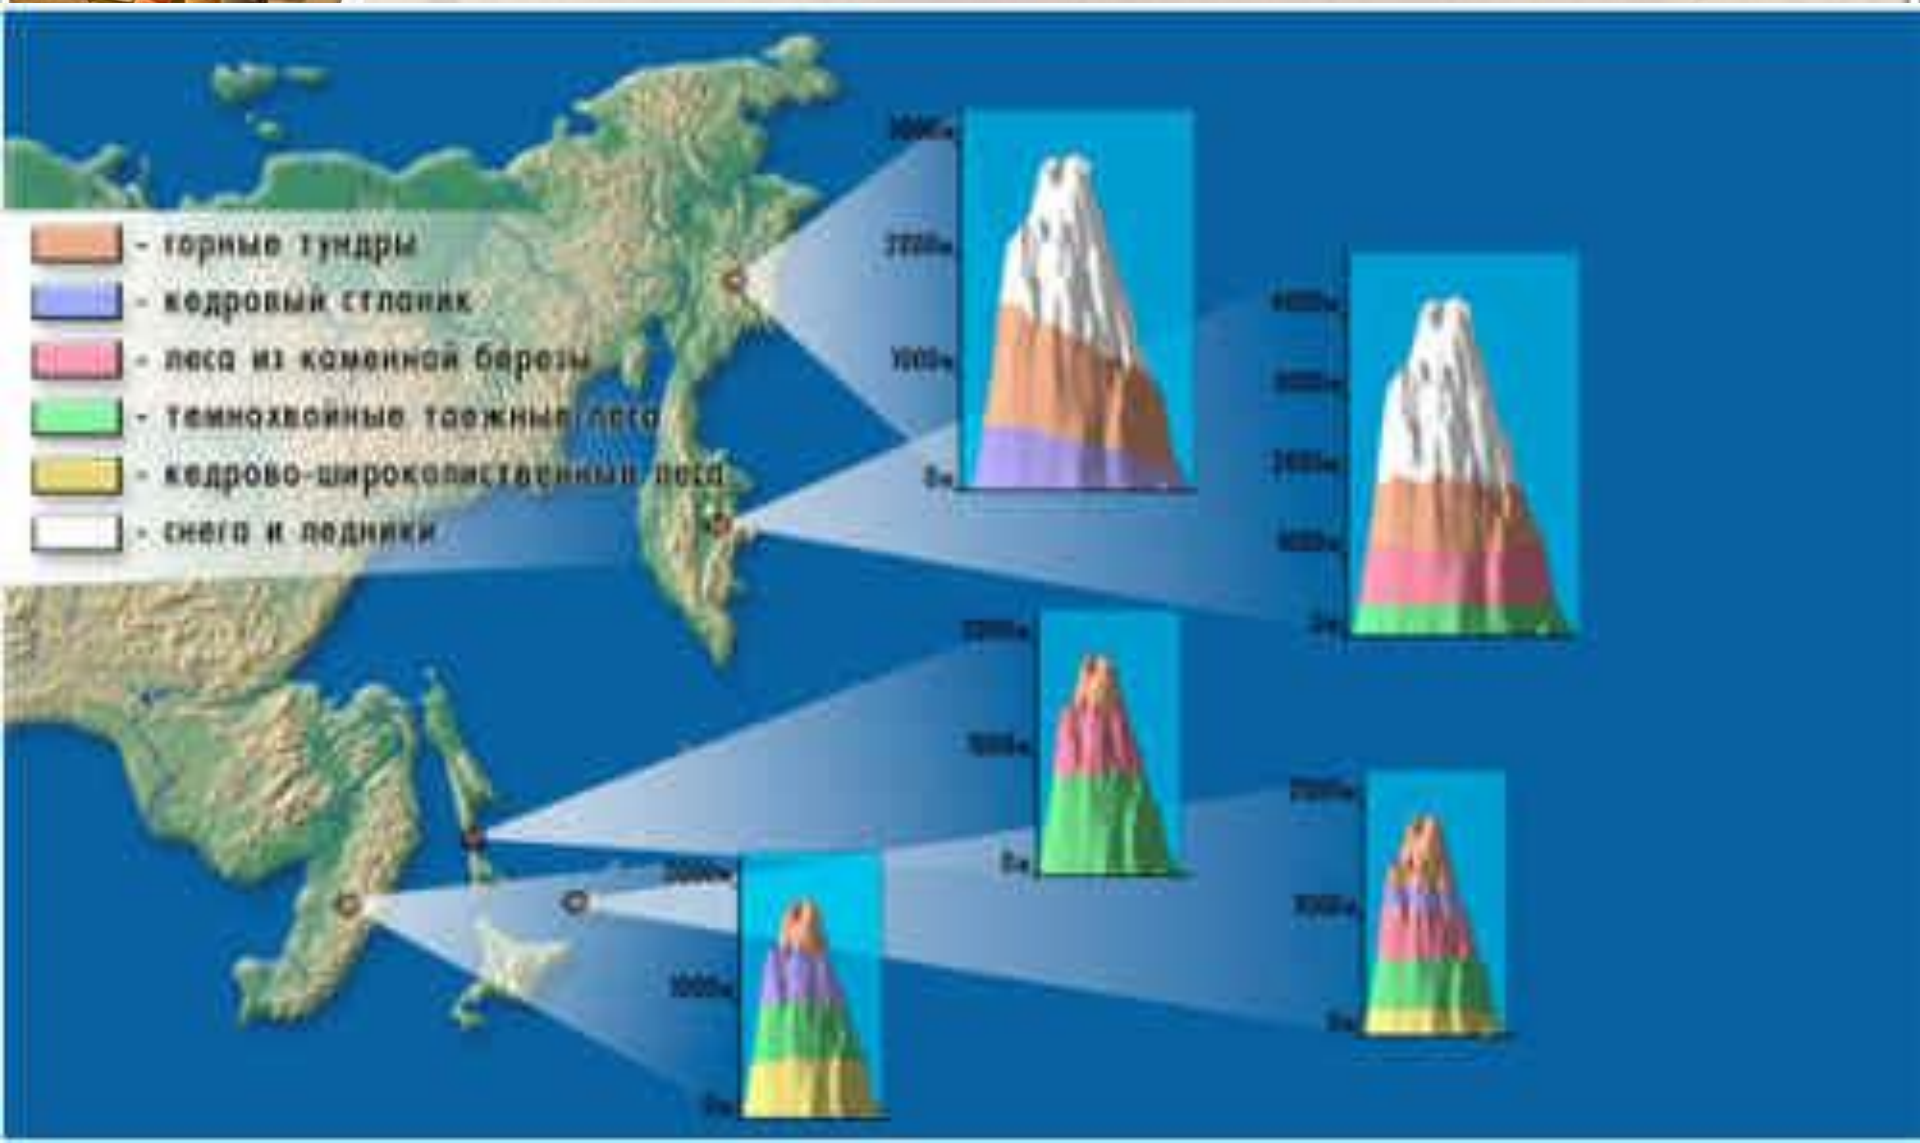 - горные тундры
- кедровый стланик
- леса из каменной березы
- темнохвойные таежные леса
- кедрово-широколиственные леса
- снега и ледники
3000м
2000м
1000м
0м
4000м
3000м
2000м
1000м
0м
2000м
1000м
0м
2000м
1000м
0м
2000м
1000м
0м